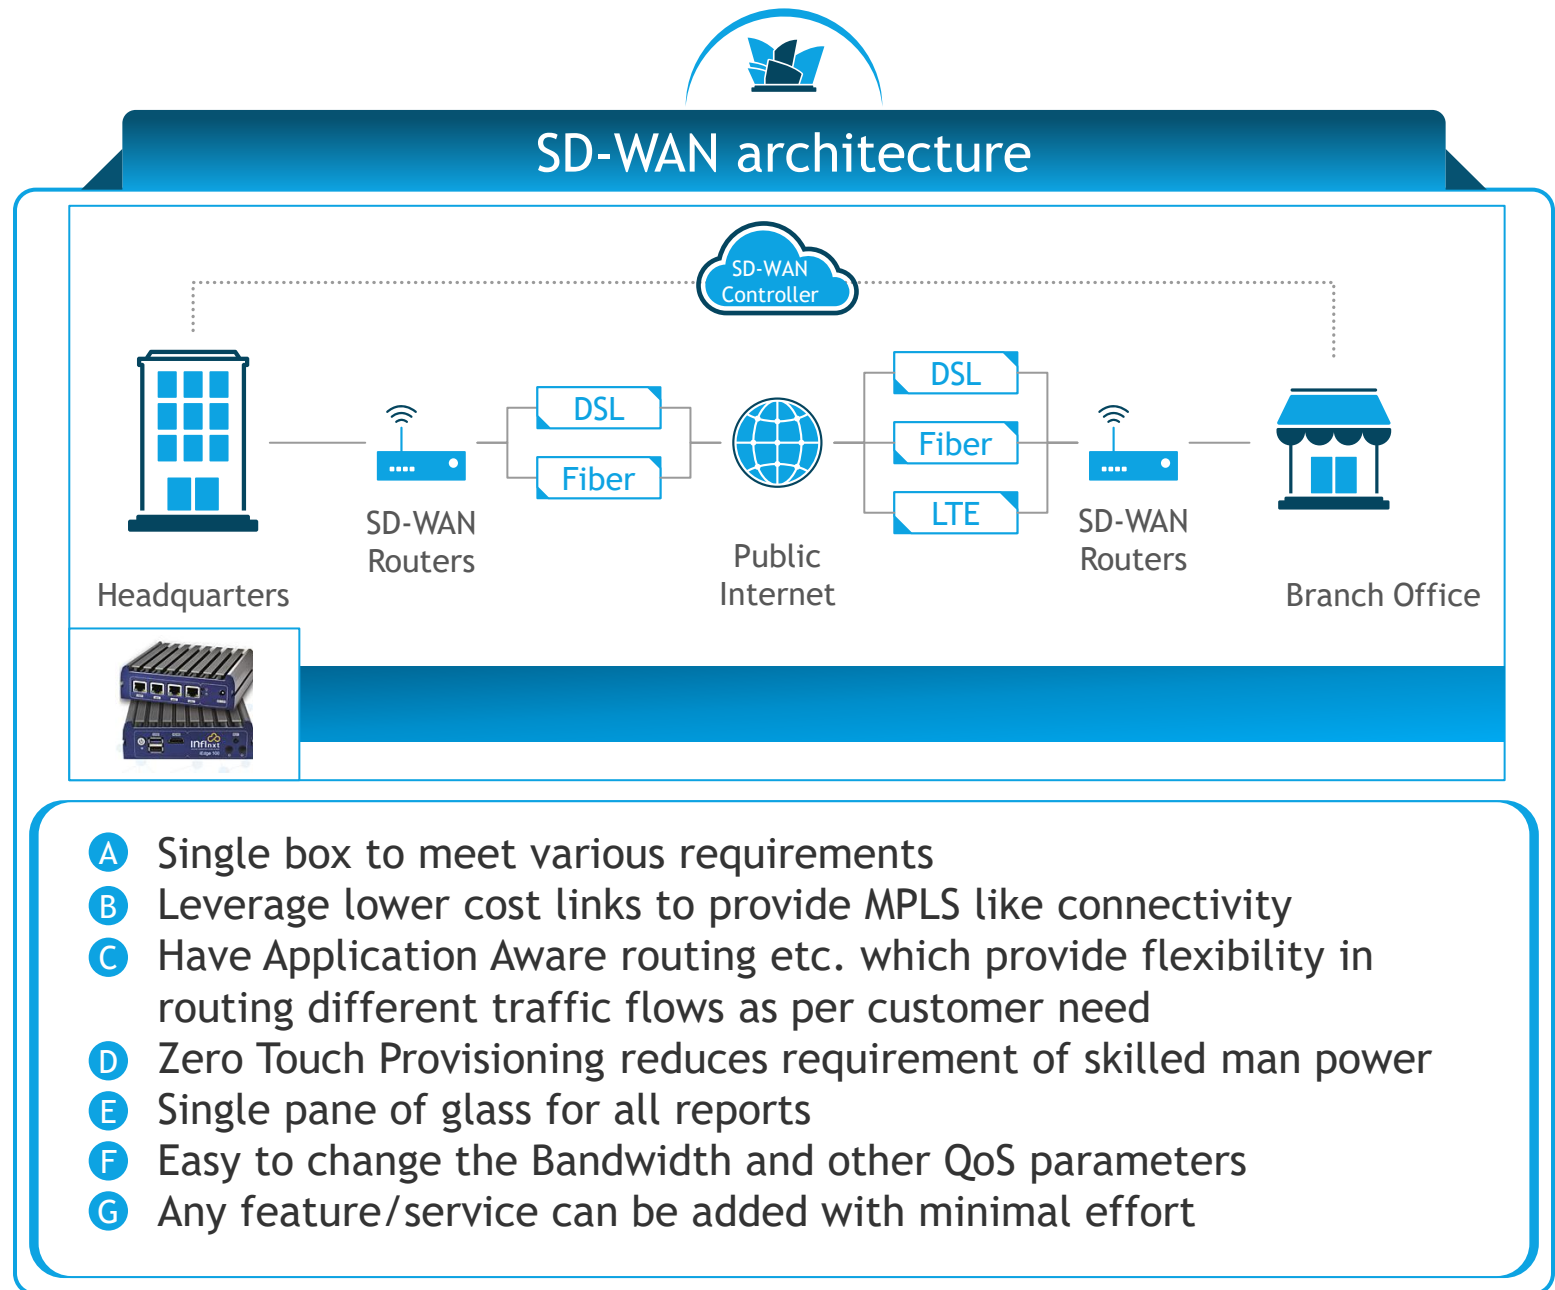 SD-WAN architecture
SD-WAN
Controller
DSL
Fiber
DSL
Fiber
LTE
SD-WAN
Routers
Public
Internet
SD-WAN
Routers
Headquarters
Branch Office
INFInxt
iEdge 100
A Single box to meet various requirements
B Leverage lower cost links to provide MPLS like connectivity
C Have Application Aware routing etc. which provide flexibility in
routing different traffic flows as per customer need
D Zero Touch Provisioning reduces requirement of skilled man power
E Single pane of glass for all reports
F Easy to change the Bandwidth and other QoS parameters
G Any feature/service can be added with minimal effort